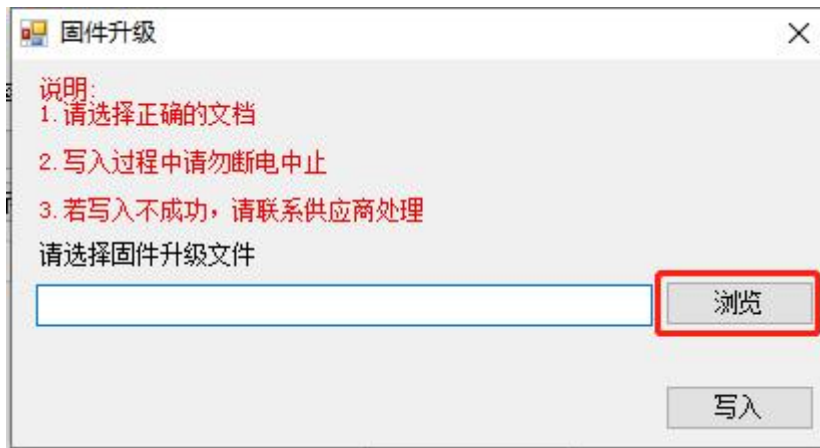 固件升级
说明:
1.请选择正确的文档
2.写入过程中请勿断电中止
3.若写入不成功，请联系供应商处理
请选择固件升级文件
浏览
写入